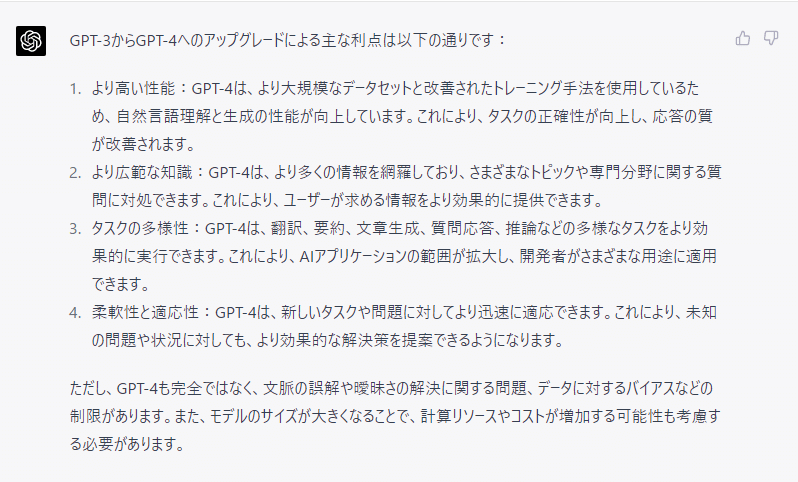 GPT-3からGPT-4へのアップグレードによる主な利点は以下の通りです：
1. より高い性能：GPT-4は、より大規模なデータセットと改善されたトレーニング手法を使用しているた
め、自然言語理解と生成の性能が向上しています。これにより、タスクの正確性が向上し、応答の質
が改善されます。
2. より広範な知識：GPT-4は、より多くの情報を網羅しており、さまざまなトピックや専門分野に関する質
問に対処できます。これにより、ユーザーが求める情報をより効果的に提供できます。
3. タスクの多様性：GPT-4は、翻訳、要約、文章生成、質問応答、推論などの多様なタスクをより効
果的に実行できます。これにより、AIアプリケーションの範囲が拡大し、開発者がさまざまな用途に適用
できます。
4. 柔軟性と適応性：GPT-4は、新しいタスクや問題に対してより迅速に適応できます。これにより、未知
の問題や状況に対しても、より効果的な解決策を提案できるようになります。
ただし、GPT-4も完全ではなく、文脈の誤解や曖昧さの解決に関する問題、データに対するバイアスなどの
制限があります。また、モデルのサイズが大きくなることで、計算リソースやコストが増加する可能性も考慮す
る必要があります。